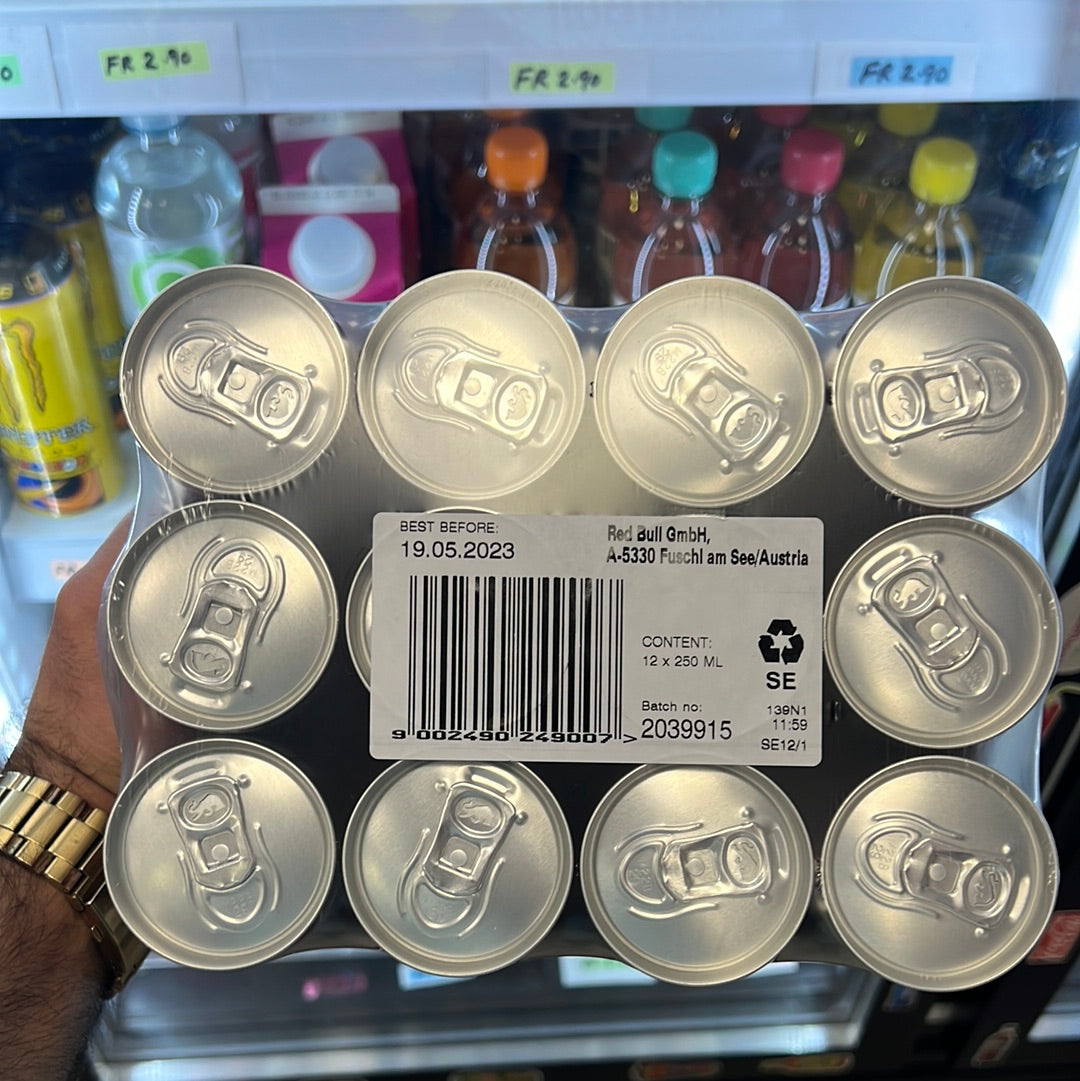 FR 2.90
FR 2.90
FR 2.90
BEST BEFORE:
19.05.2023
Red Bull GmbH,
A-5330 Fuschl am See/Austria
CONTENT:
12 x 250 ML
SE
Batch no:
2039915
139N1
11:59
SE12/1
9 002490 249007 >